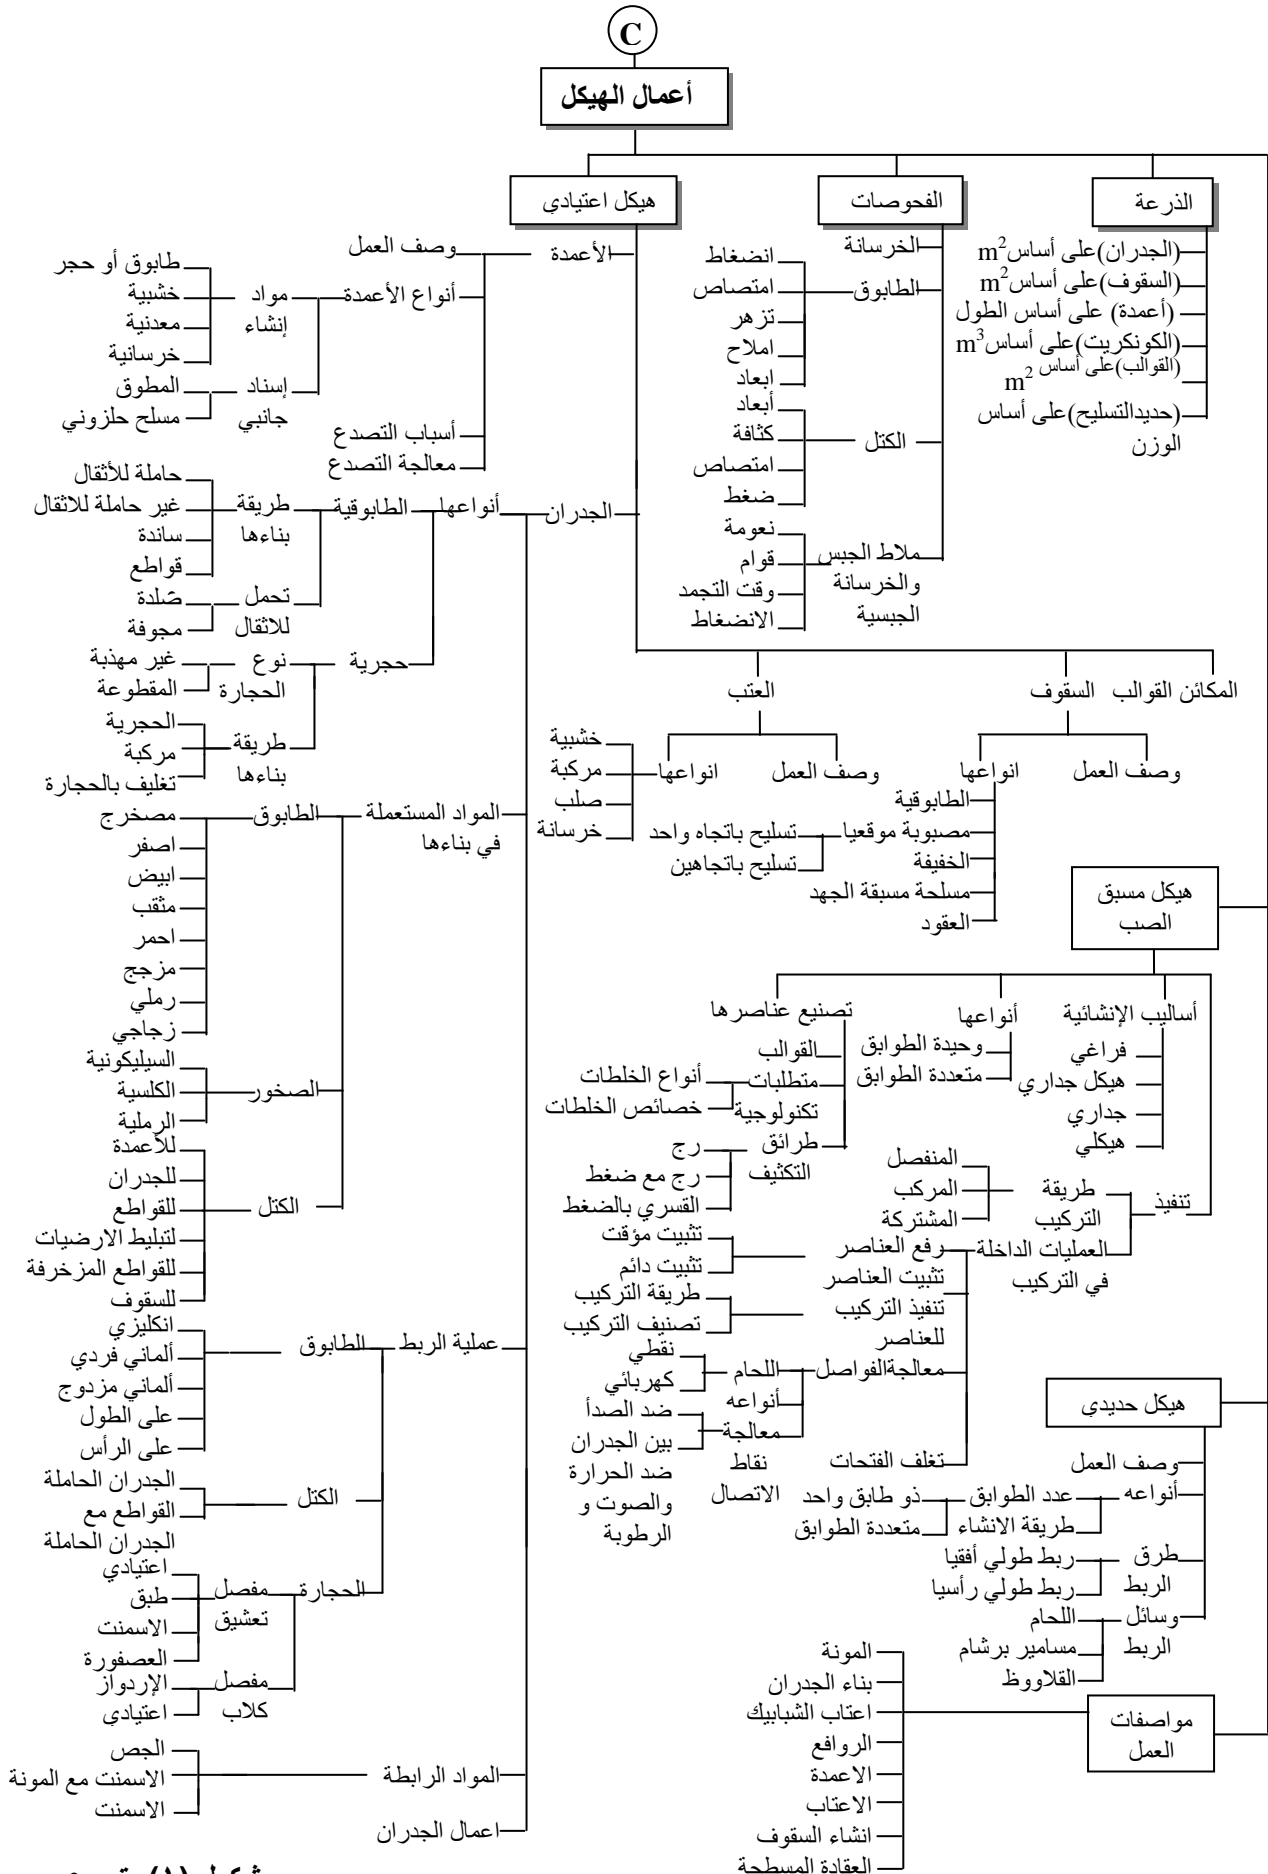 C
أعمال الهيكل
الذرعة
(الجدران)على أساس m2
(السقوف)على أساس m2
(أعمدة) على أساس الطول
(الكونكريت)على أساس m3
(القوالب)على أساس m2
(حديدالتسليح)على أساس
الوزن
الفحوصات
الخرسانة
الطابوق
انضغاط
امتصاص
تزهر
املاح
ابعاد
الكتل
أبعاد
كثافة
امتصاص
ضغط
ملاط الجبس
والخرسانة
الجبسية
نعومة
قوام
وقت التجمد
الانضغاط
هيكل اعتيادي
الأعمدة
وصف العمل
أنواع الأعمدة
مواد
إنشاء
طابوق أو حجر
خشبية
معدنية
خرسانية
إسناد
جانبي
المطوق
مسلح حلزوني
أسباب التصدع
معالجة التصدع
الجدران
أنواعها
الطابوقية
طريقة
بناءها
حاملة للأثقال
غير حاملة للاثقال
ساندة
قواطع
تحمل
للاثقال
صلدة
مجوفة
حجرية
نوع
الحجارة
غير مهذبة
المقطوعة
طريقة
بناءها
الحجرية
مركبة
تغليف بالحجارة
المواد المستعملة
في بناءها
الطابوق
مصخرج
اصفر
ابيض
مثقب
احمر
مزجج
رملي
زجاجي
الصخور
السيليكونية
الكلسية
الرملية
الكتل
للأعمدة
للجدران
للقواطع
لتبليط الارضيات
للقواطع المزخرفة
للسقوف
عملية الربط
الطابوق
انكليزي
ألماني فردي
ألماني مزدوج
على الطول
على الرأس
الكتل
الجدران الحاملة
القواطع مع
الجدران الحاملة
الحجارة
مفصل
تعشيق
اعتيادي
طبق
الاسمنت
العصفورة
مفصل
كلاب
الإردواز
اعتيادي
المواد الرابطة
الجص
الاسمنت مع المونة
الاسمنت
اعمال الجدران
المكائن
القوالب
السقوف
العتب
وصف العمل
انواعها
الطابوقية
مصبوبة موقعيا
تسليح باتجاه واحد
تسليح باتجاهين
الخفيفة
مسلحة مسبقة الجهد
العقود
وصف العمل
انواعها
خشبية
مركبة
صلب
خرسانة
هيكل مسبق
الصب
أساليب الإنشائية
فراغي
هيكل جداري
جداري
هيكلي
أنواعها
وحيدة الطوابق
متعددة الطوابق
تصنيع عناصرها
القوالب
متطلبات
تكنولوجية
أنواع الخلطات
خصائص الخلطات
طرائق
التكثيف
رج
رج مع ضغط
القسري بالضغط
تنفيذ
طريقة
التركيب
المنفصل
المركب
المشتركة
العمليات الداخلة
في التركيب
رفع العناصر
تثبيت العناصر
تثبيت مؤقت
تثبيت دائم
تنفيذ التركيب
للعناصر
طريقة التركيب
تصنيف التركيب
معالجةالفواصل
اللحام
أنواعه
نقطي
كهربائي
معالجة
نقاط
الاتصال
ضد الصدأ
بين الجدران
ضد الحرارة
والصوت و
الرطوبة
تغلف الفتحات
هيكل حديدي
وصف العمل
أنواعه
عدد الطوابق
ذو طابق واحد
متعددة الطوابق
طريقة الانشاء
طرق
الربط
ربط طولي أفقيا
ربط طولي رأسيا
وسائل
الربط
اللحام
مسامير برشام
القلاووظ
مواصفات
العمل
المونة
بناء الجدران
اعتاب الشبابيك
الروافع
الاعمدة
الاعتاب
انشاء السقوف
العقادة المسطحة